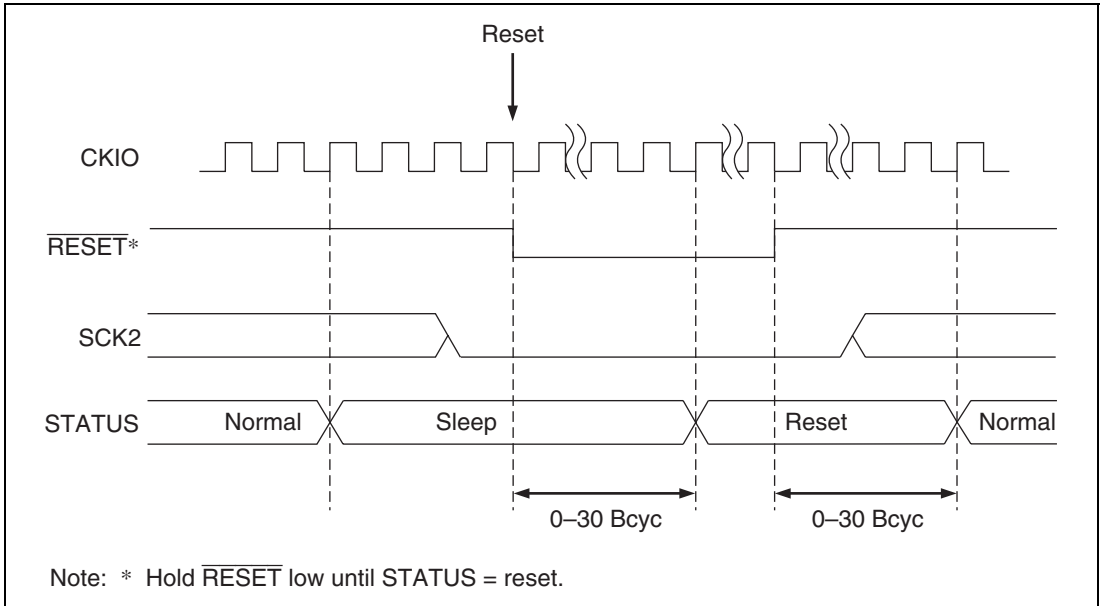 Reset
CKIO
RESET*
SCK2
STATUS Normal Sleep Reset Normal
0–30 Bcyc 0–30 Bcyc
Note: * Hold RESET low until STATUS = reset.